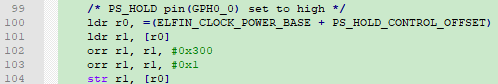 99 /* PS_HOLD pin(GPH0_0) set to high */
100 ldr r0, =(ELFIN_CLOCK_POWER_BASE + PS_HOLD_CONTROL_OFFSET)
101 ldr r1, [r0]
102 orr r1, r1, #0x300
103 orr r1, r1, #0x1
104 str r1, [r0]